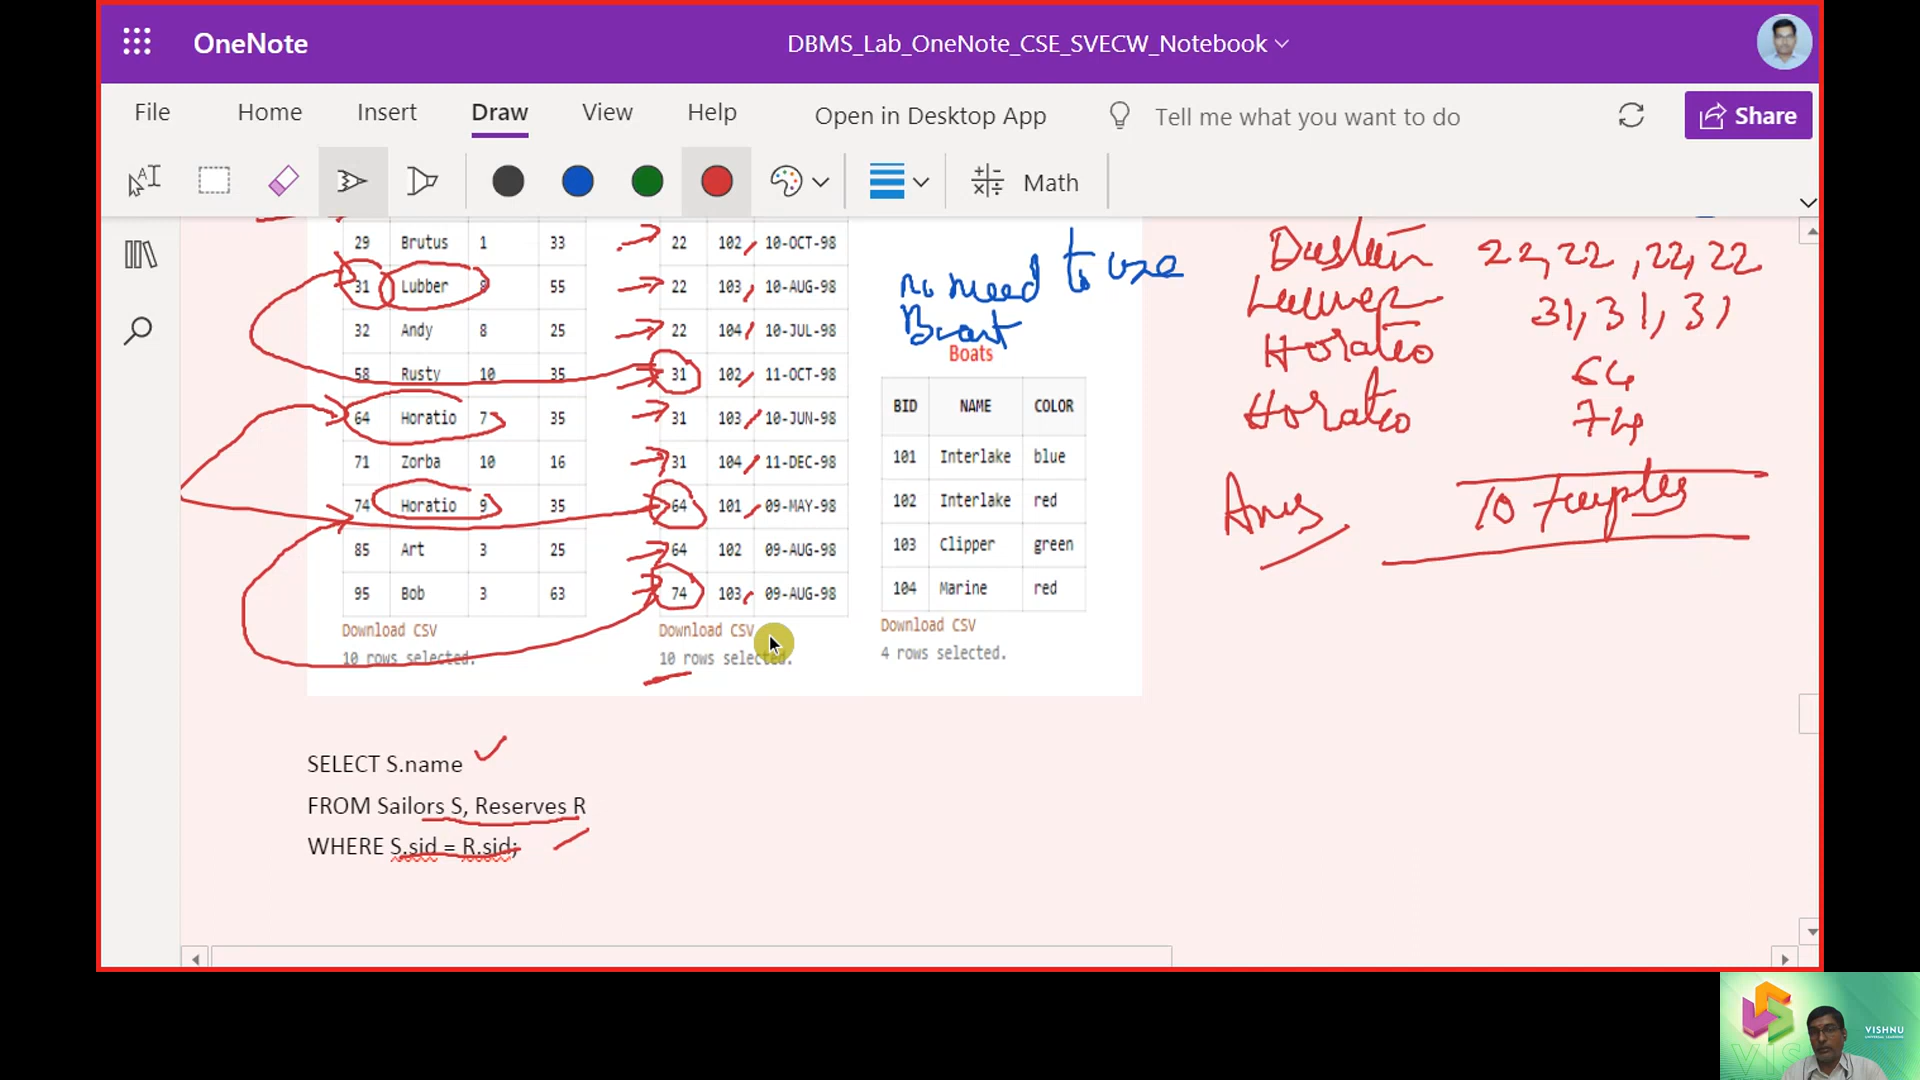 OneNote
DBMS_Lab_OneNote_CSE_SVECW_Notebook
File Home Insert Draw View Help Open in Desktop App Tell me what you want to do Share
Math
29 Brutus 1 33
31 Lubber 8 55
32 Andy 8 25
58 Rusty 10 35
64 Horatio 7 35
71 Zorba 10 16
74 Horatio 9 35
85 Art 3 25
95 Bob 3 63
Download CSV
10 rows selected.
22 102 10-OCT-98
22 103 10-AUG-98
22 104 10-JUL-98
31 102 11-OCT-98
31 103 10-JUN-98
31 104 11-DEC-98
64 101 09-MAY-98
64 102 09-AUG-98
74 103 09-AUG-98
Download CSV
10 rows selected.
no need to use
Boats
BID NAME COLOR
101 Interlake blue
102 Interlake red
103 Clipper green
104 Marine red
Download CSV
4 rows selected.
22, 22, 22, 22
31, 31, 31
Horatio 64
Horatio 74
Ans 10
SELECT S.name
FROM Sailors S, Reserves R
WHERE S.sid = R.sid;
VISHNU
UNIVERSAL LEARNING